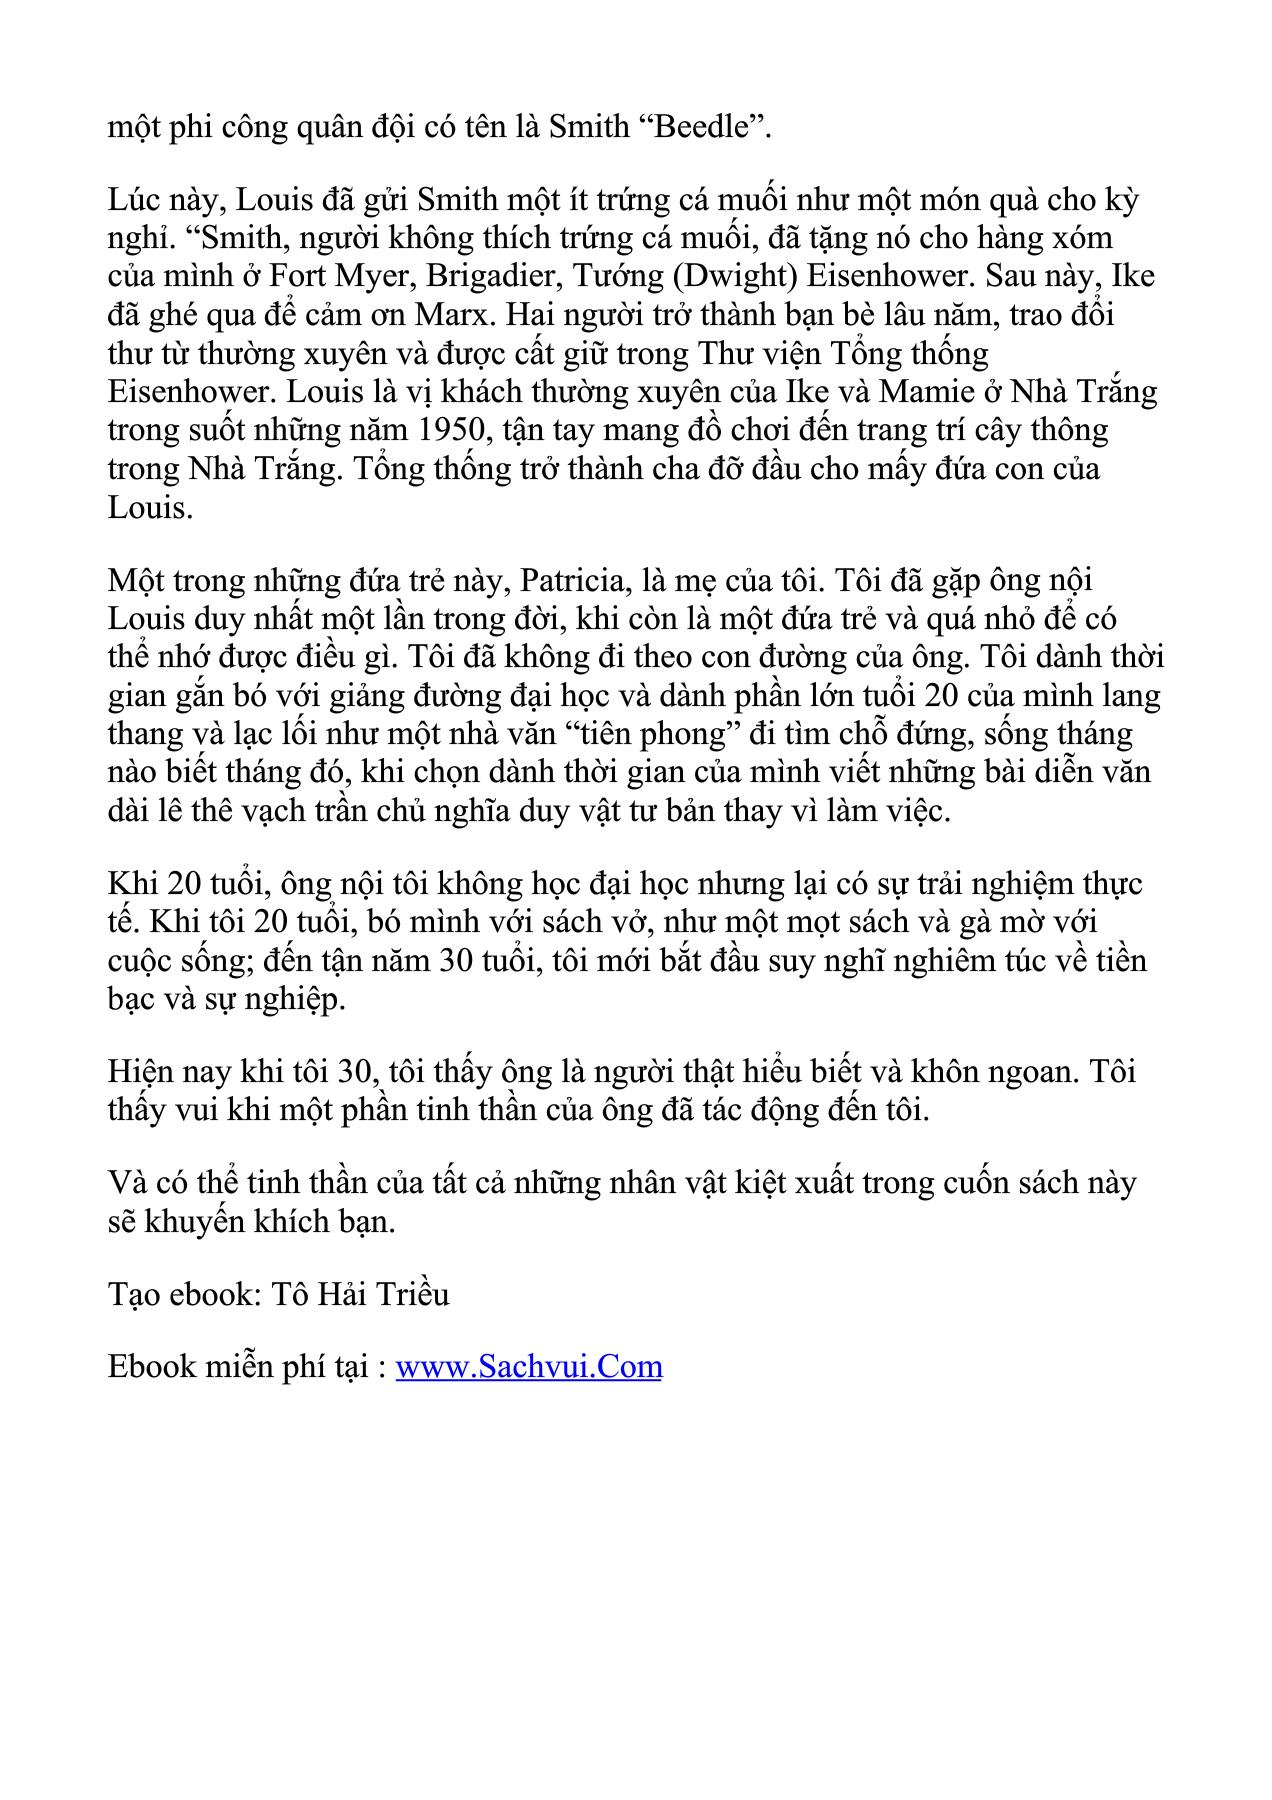 một phi công quân đội có tên là Smith “Beedle”.
Lúc này, Louis đã gửi Smith một ít trứng cá muối như một món quà cho kỳ
nghỉ. “Smith, người không thích trứng cá muối, đã tặng nó cho hàng xóm
của mình ở Fort Myer, Brigadier, Tướng (Dwight) Eisenhower. Sau này, Ike
đã ghé qua để cảm ơn Marx. Hai người trở thành bạn bè lâu năm, trao đổi
thư từ thường xuyên và được cất giữ trong Thư viện Tổng thống
Eisenhower. Louis là vị khách thường xuyên của Ike và Mamie ở Nhà Trắng
trong suốt những năm 1950, tận tay mang đồ chơi đến trang trí cây thông
trong Nhà Trắng. Tổng thống trở thành cha đỡ đầu cho mấy đứa con của
Louis.
Một trong những đứa trẻ này, Patricia, là mẹ của tôi. Tôi đã gặp ông nội
Louis duy nhất một lần trong đời, khi còn là một đứa trẻ và quá nhỏ để có
thể nhớ được điều gì. Tôi đã không đi theo con đường của ông. Tôi dành thời
gian gắn bó với giảng đường đại học và dành phần lớn tuổi 20 của mình lang
thang và lạc lối như một nhà văn “tiên phong” đi tìm chỗ đứng, sống tháng
nào biết tháng đó, khi chọn dành thời gian của mình viết những bài diễn văn
dài lê thê vạch trần chủ nghĩa duy vật tư bản thay vì làm việc.
Khi 20 tuổi, ông nội tôi không học đại học nhưng lại có sự trải nghiệm thực
tế. Khi tôi 20 tuổi, bó mình với sách vở, như một mọt sách và gà mờ với
cuộc sống; đến tận năm 30 tuổi, tôi mới bắt đầu suy nghĩ nghiêm túc về tiền
bạc và sự nghiệp.
Hiện nay khi tôi 30, tôi thấy ông là người thật hiểu biết và khôn ngoan. Tôi
thấy vui khi một phần tinh thần của ông đã tác động đến tôi.
Và có thể tinh thần của tất cả những nhân vật kiệt xuất trong cuốn sách này
sẽ khuyến khích bạn.
Tạo ebook: Tô Hải Triều
Ebook miễn phí tại : www.Sachvui.Com